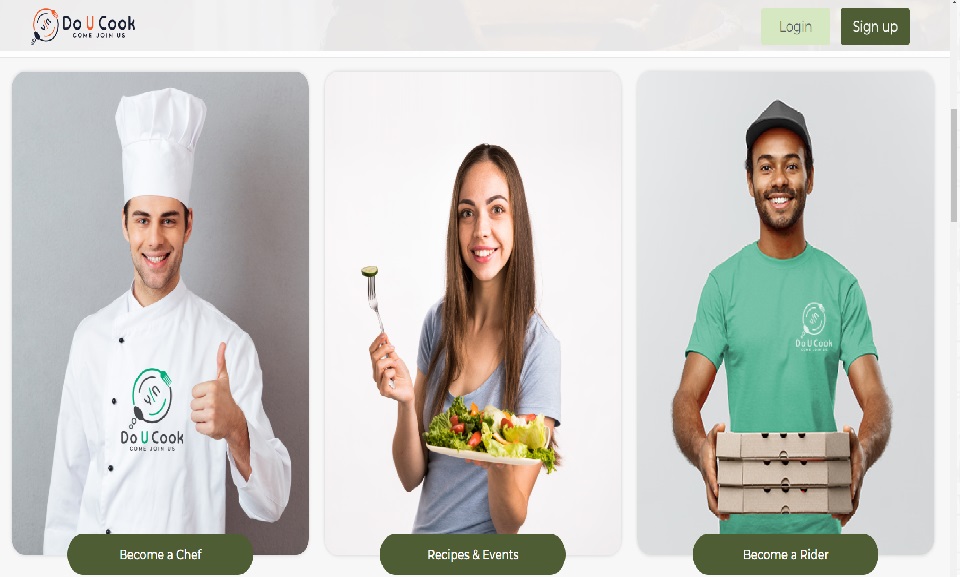 Do U Cook
COME JOIN US
Login
Sign up
y/n
Do U Cook
COME JOIN US
Do U Cook
COME JOIN US
Become a Chef
Recipes & Events
Become a Rider